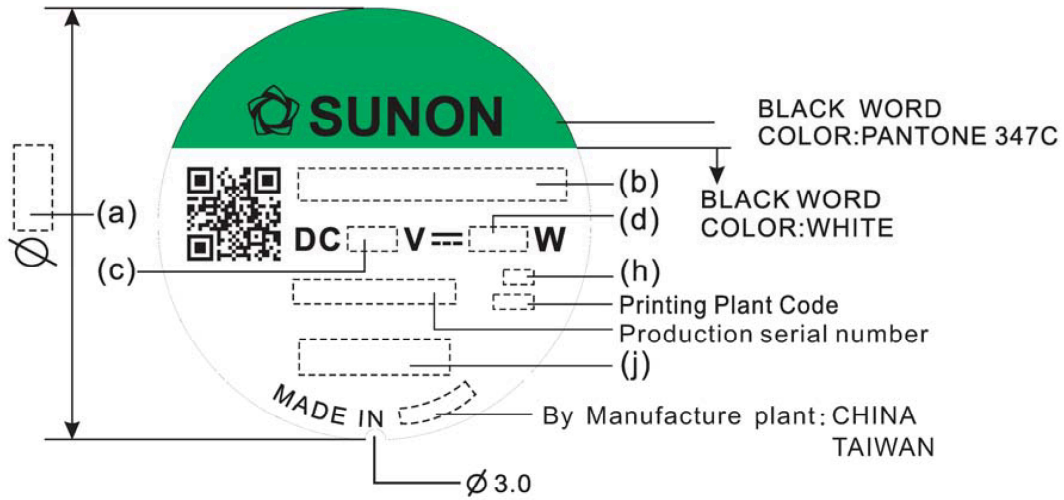 SUNON
BLACK WORD
COLOR:PANTONE 347C
(b)
BLACK WORD
COLOR:WHITE
(a)
Ø
DC V⎓ W
(d)
(c)
(h)
Printing Plant Code
Production serial number
(j)
MADE IN
By Manufacture plant: CHINA
TAIWAN
Ø 3.0